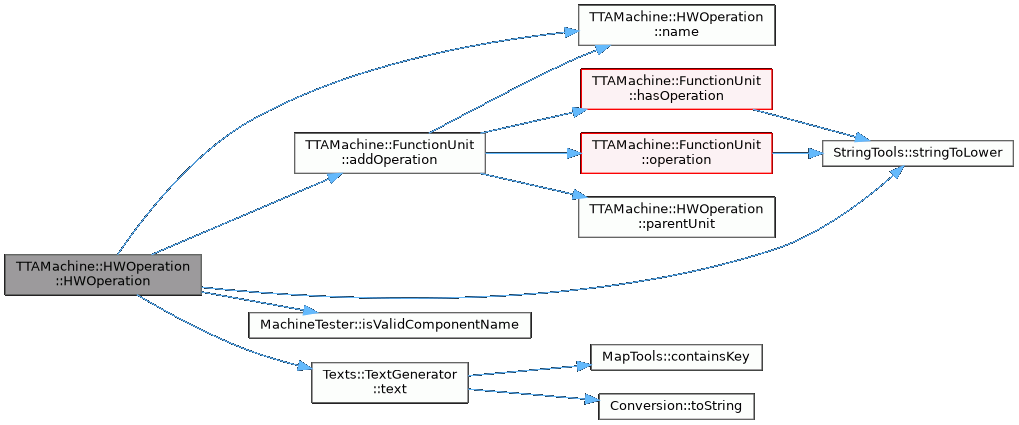 TTAMachine::HWOperation
::name
TTAMachine::FunctionUnit
::hasOperation
TTAMachine::FunctionUnit
::addOperation
TTAMachine::FunctionUnit
::operation
StringTools::stringToLower
TTAMachine::HWOperation
::parentUnit
TTAMachine::HWOperation
::HWOperation
MachineTester::isValidComponentName
MapTools::containsKey
Texts::TextGenerator
::text
Conversion::toString